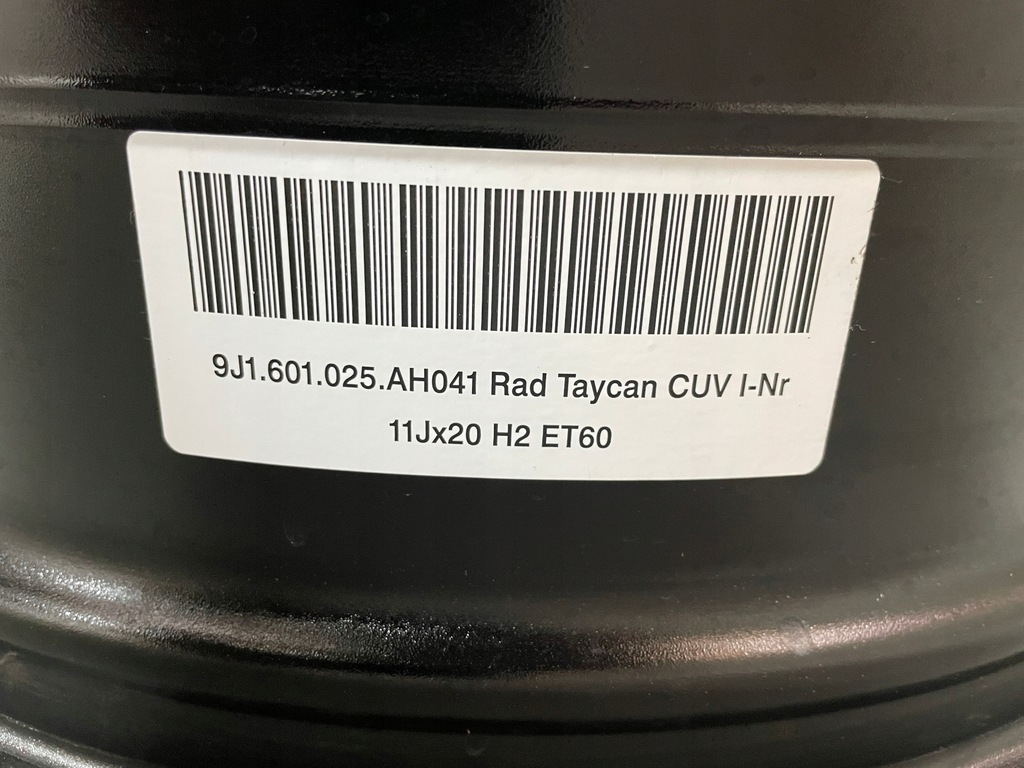 9J1.601.025.AH041 Rad Taycan CUV I-Nr
11Jx20 H2 ET60